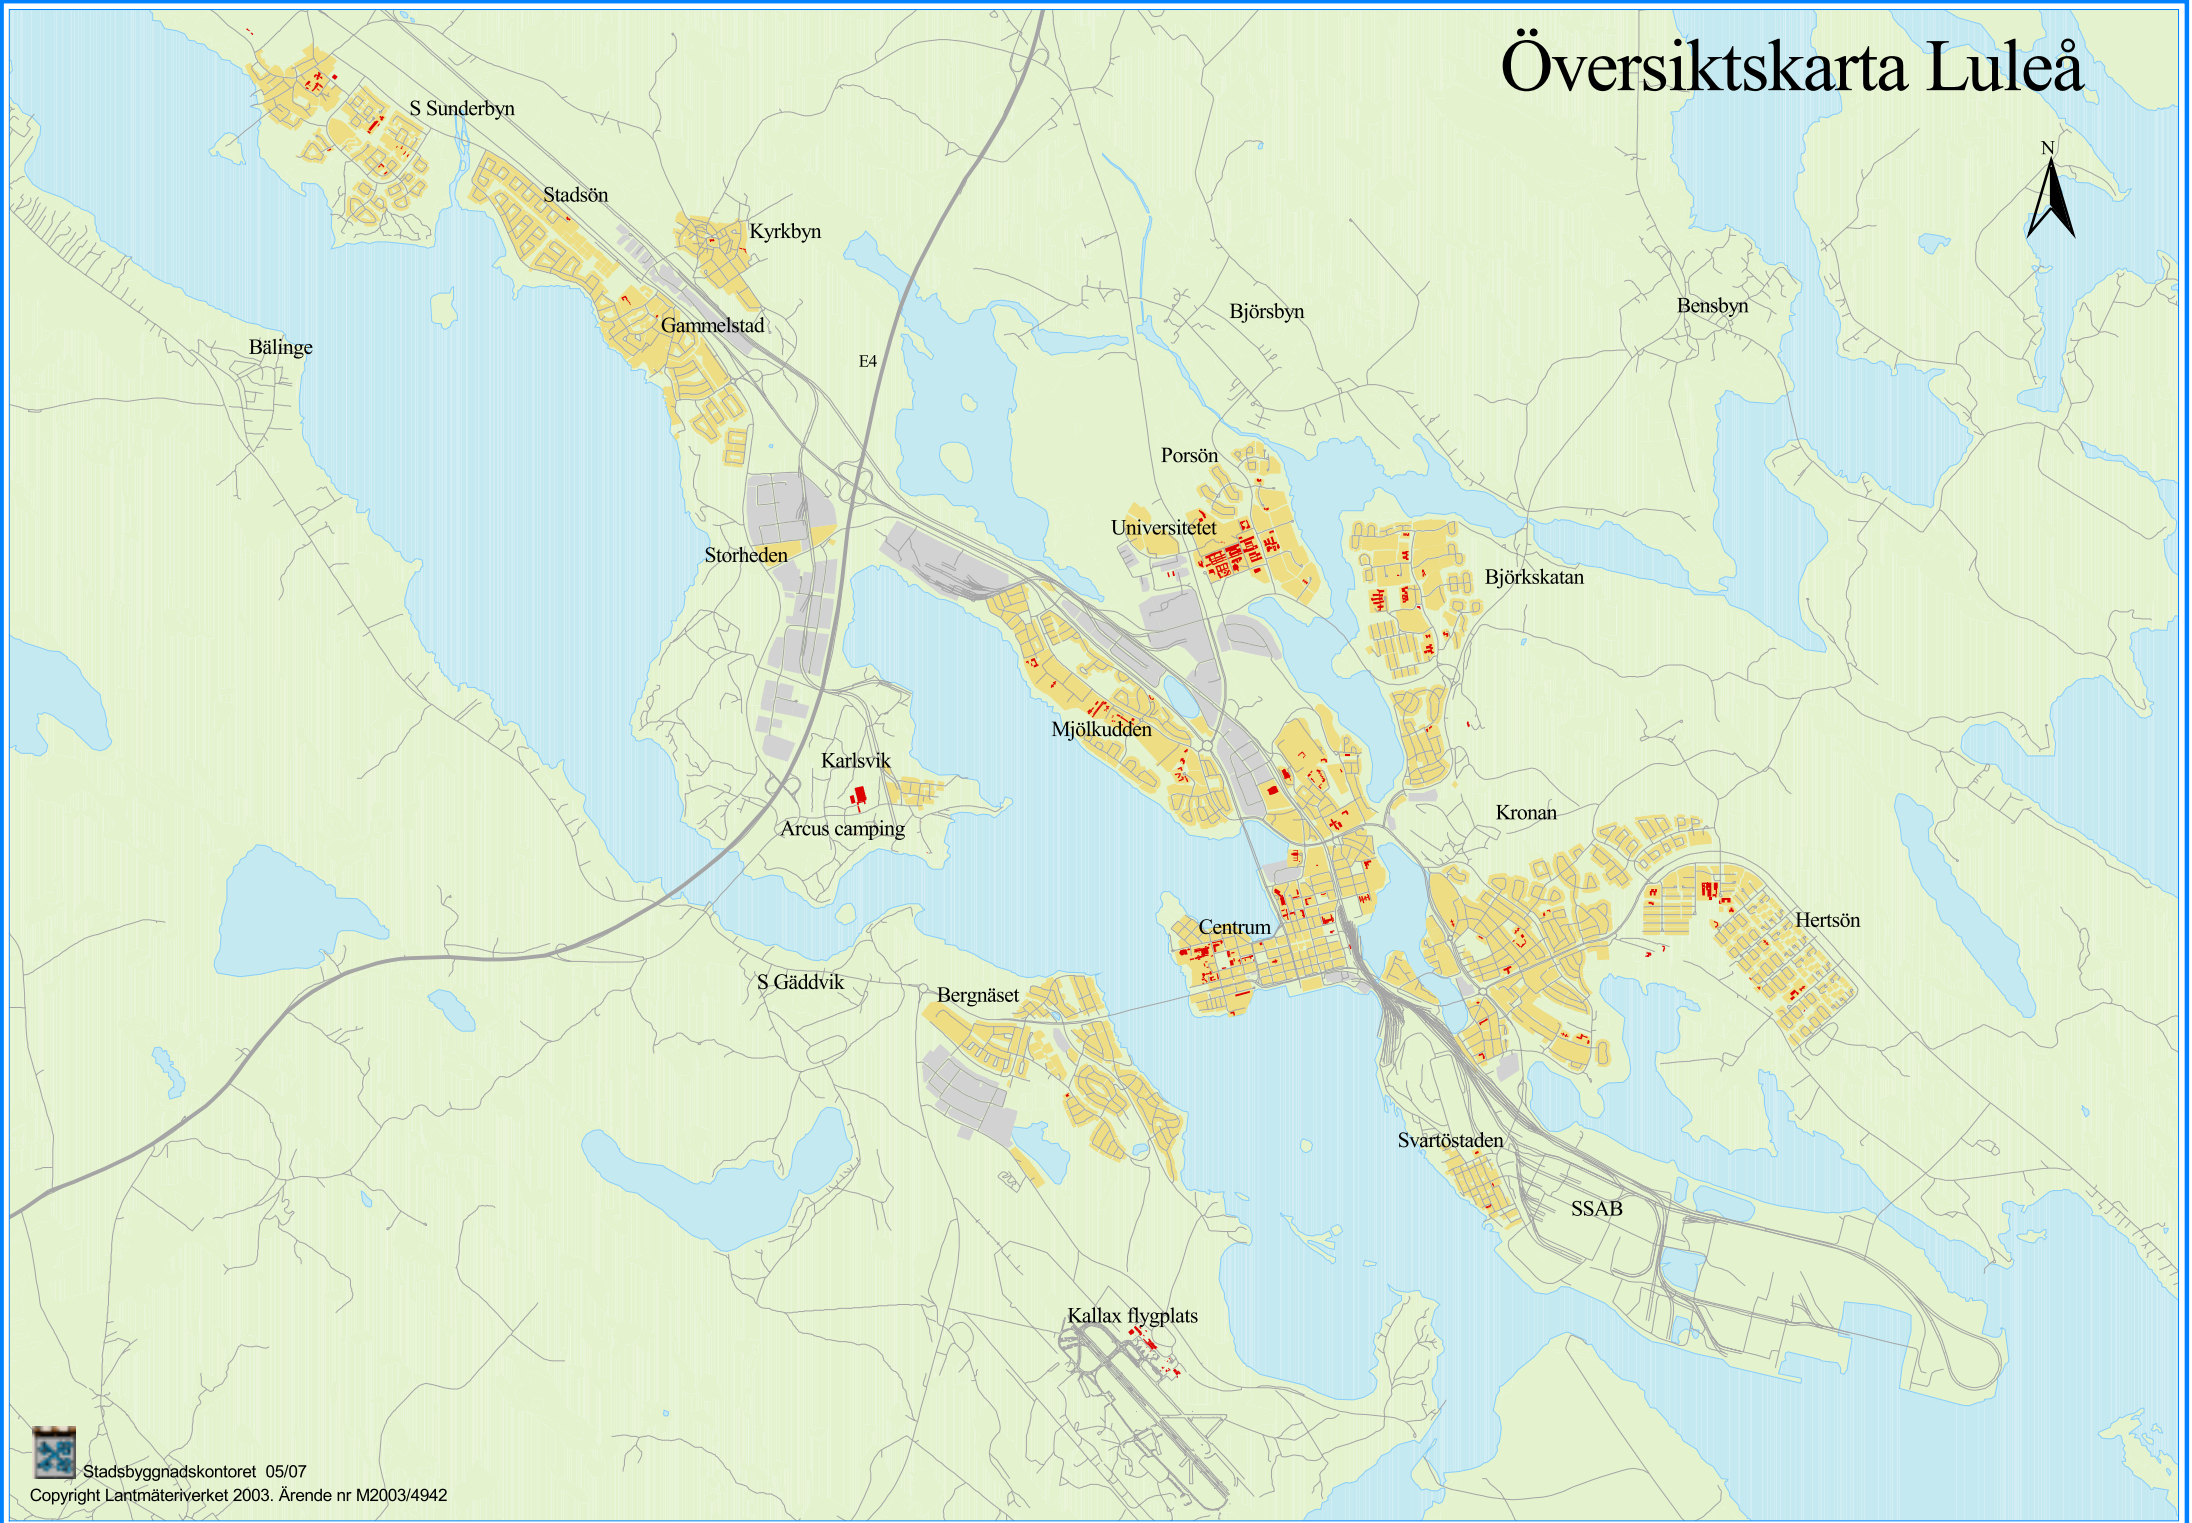 Översiktskarta Luleå
S Sunderbyn
N
Stadsön
Kyrkbyn
Björsbyn
Bensbyn
Gammelstad
Bälinge
E4
Porsön
Universitetet
Storheden
Björkskatan
Mjölkudden
Karlsvik
Kronan
Arcus camping
Hertsön
Centrum
S Gäddvik
Bergnäset
Svartöstaden
SSAB
Kallax flygplats
Stadsbyggnadskontoret 05/07
Copyright Lantmäteriverket 2003. Ärende nr M2003/4942